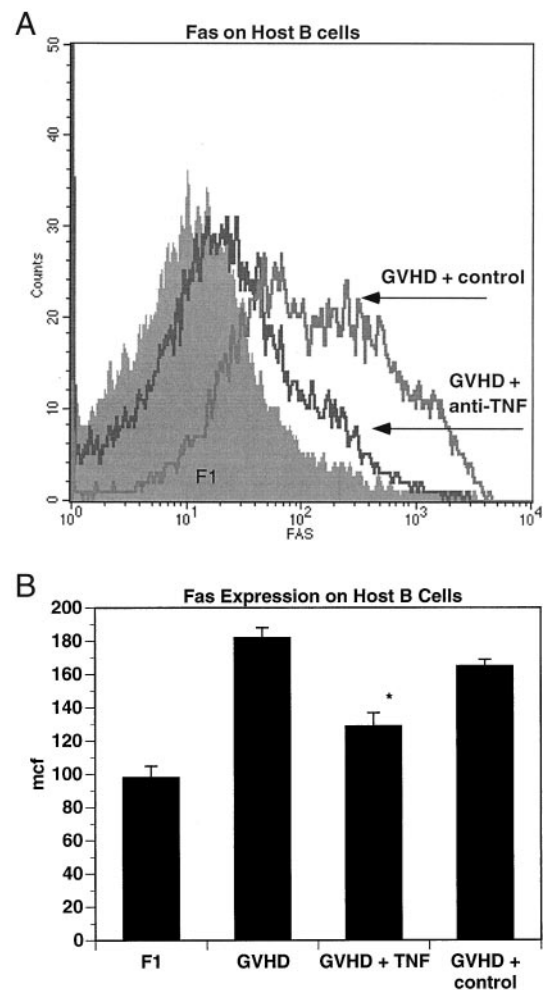 A
Fas on Host B cells
50
40
30
20
10
0
Counts
GVHD + control
GVHD +
anti-TNF
F1
10^0 10^1 10^2 10^3 10^4
FAS
B
Fas Expression on Host B Cells
200
180
160
140
120
100
80
60
40
20
0
mcf
*
F1 GVHD GVHD + TNF GVHD +
control